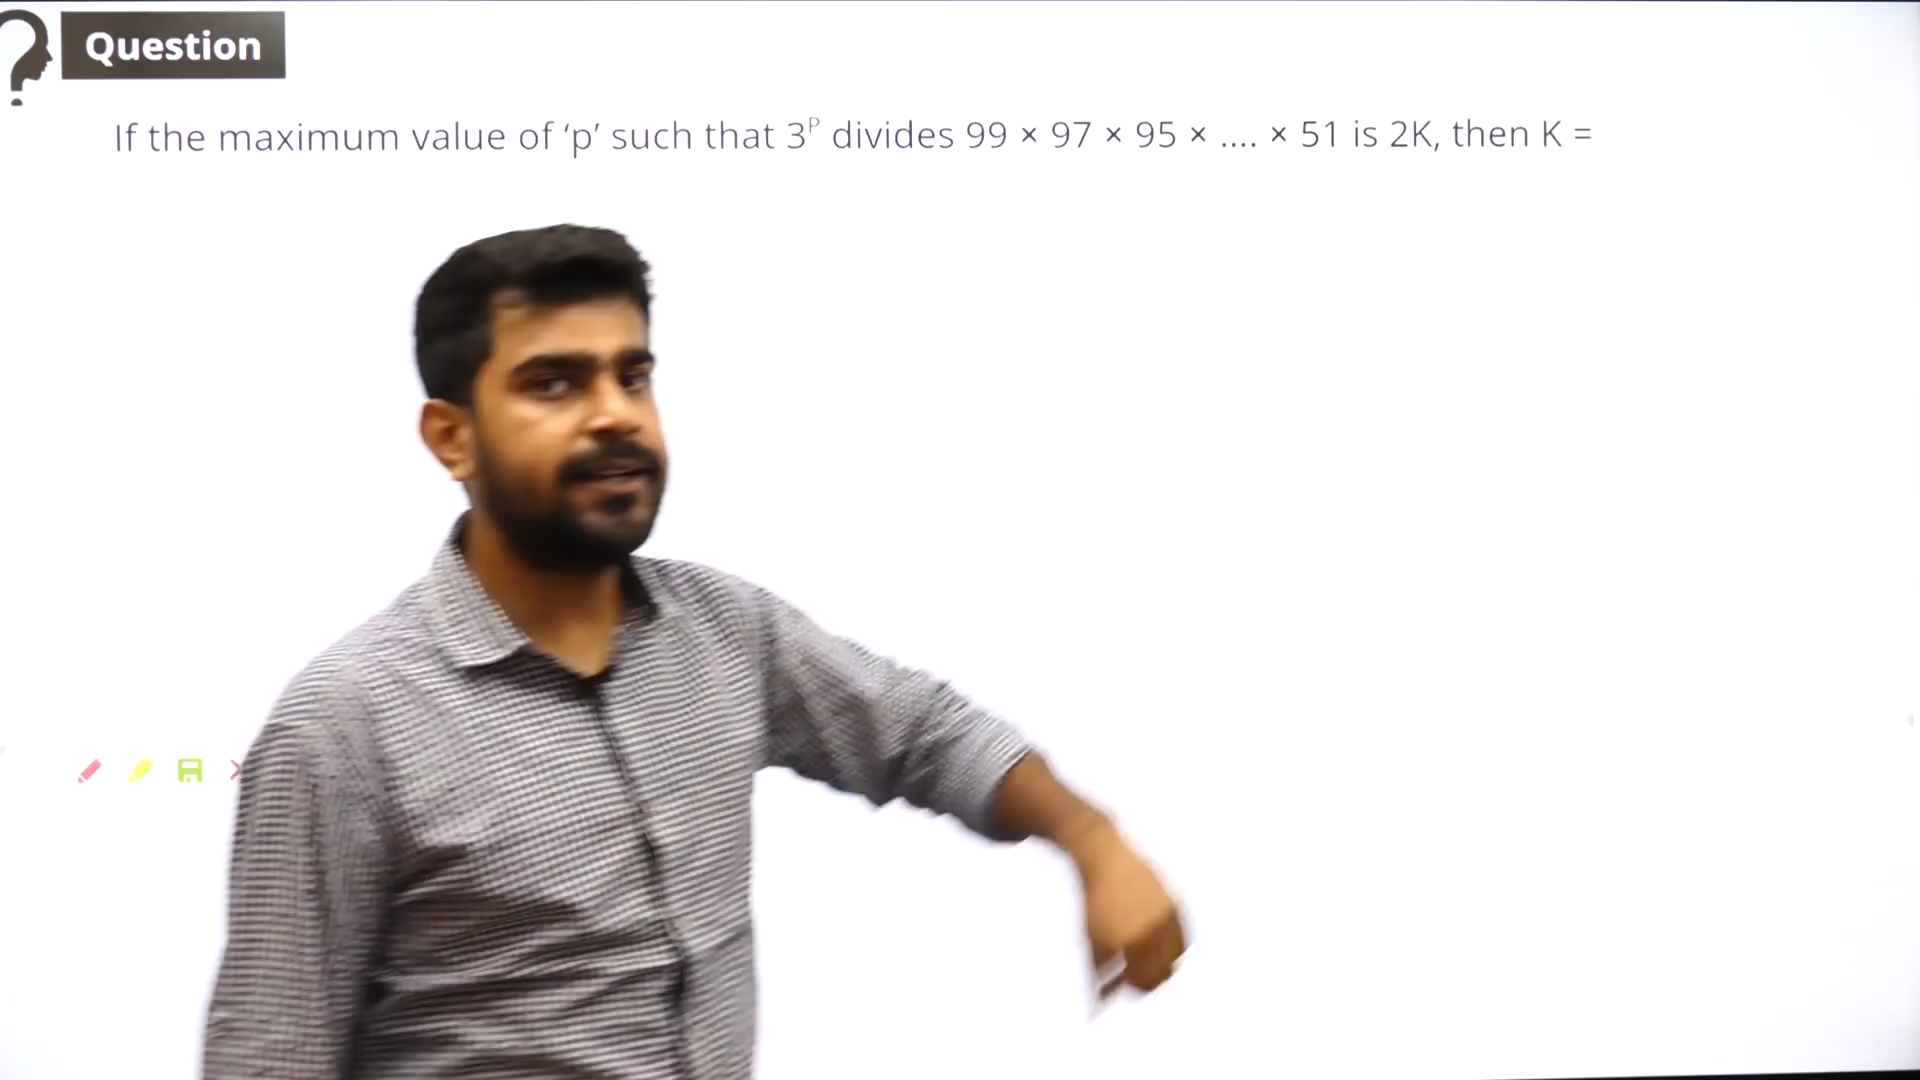 Question
If the maximum value of ‘p’ such that 3ᴾ divides 99 × 97 × 95 × .... × 51 is 2K, then K =